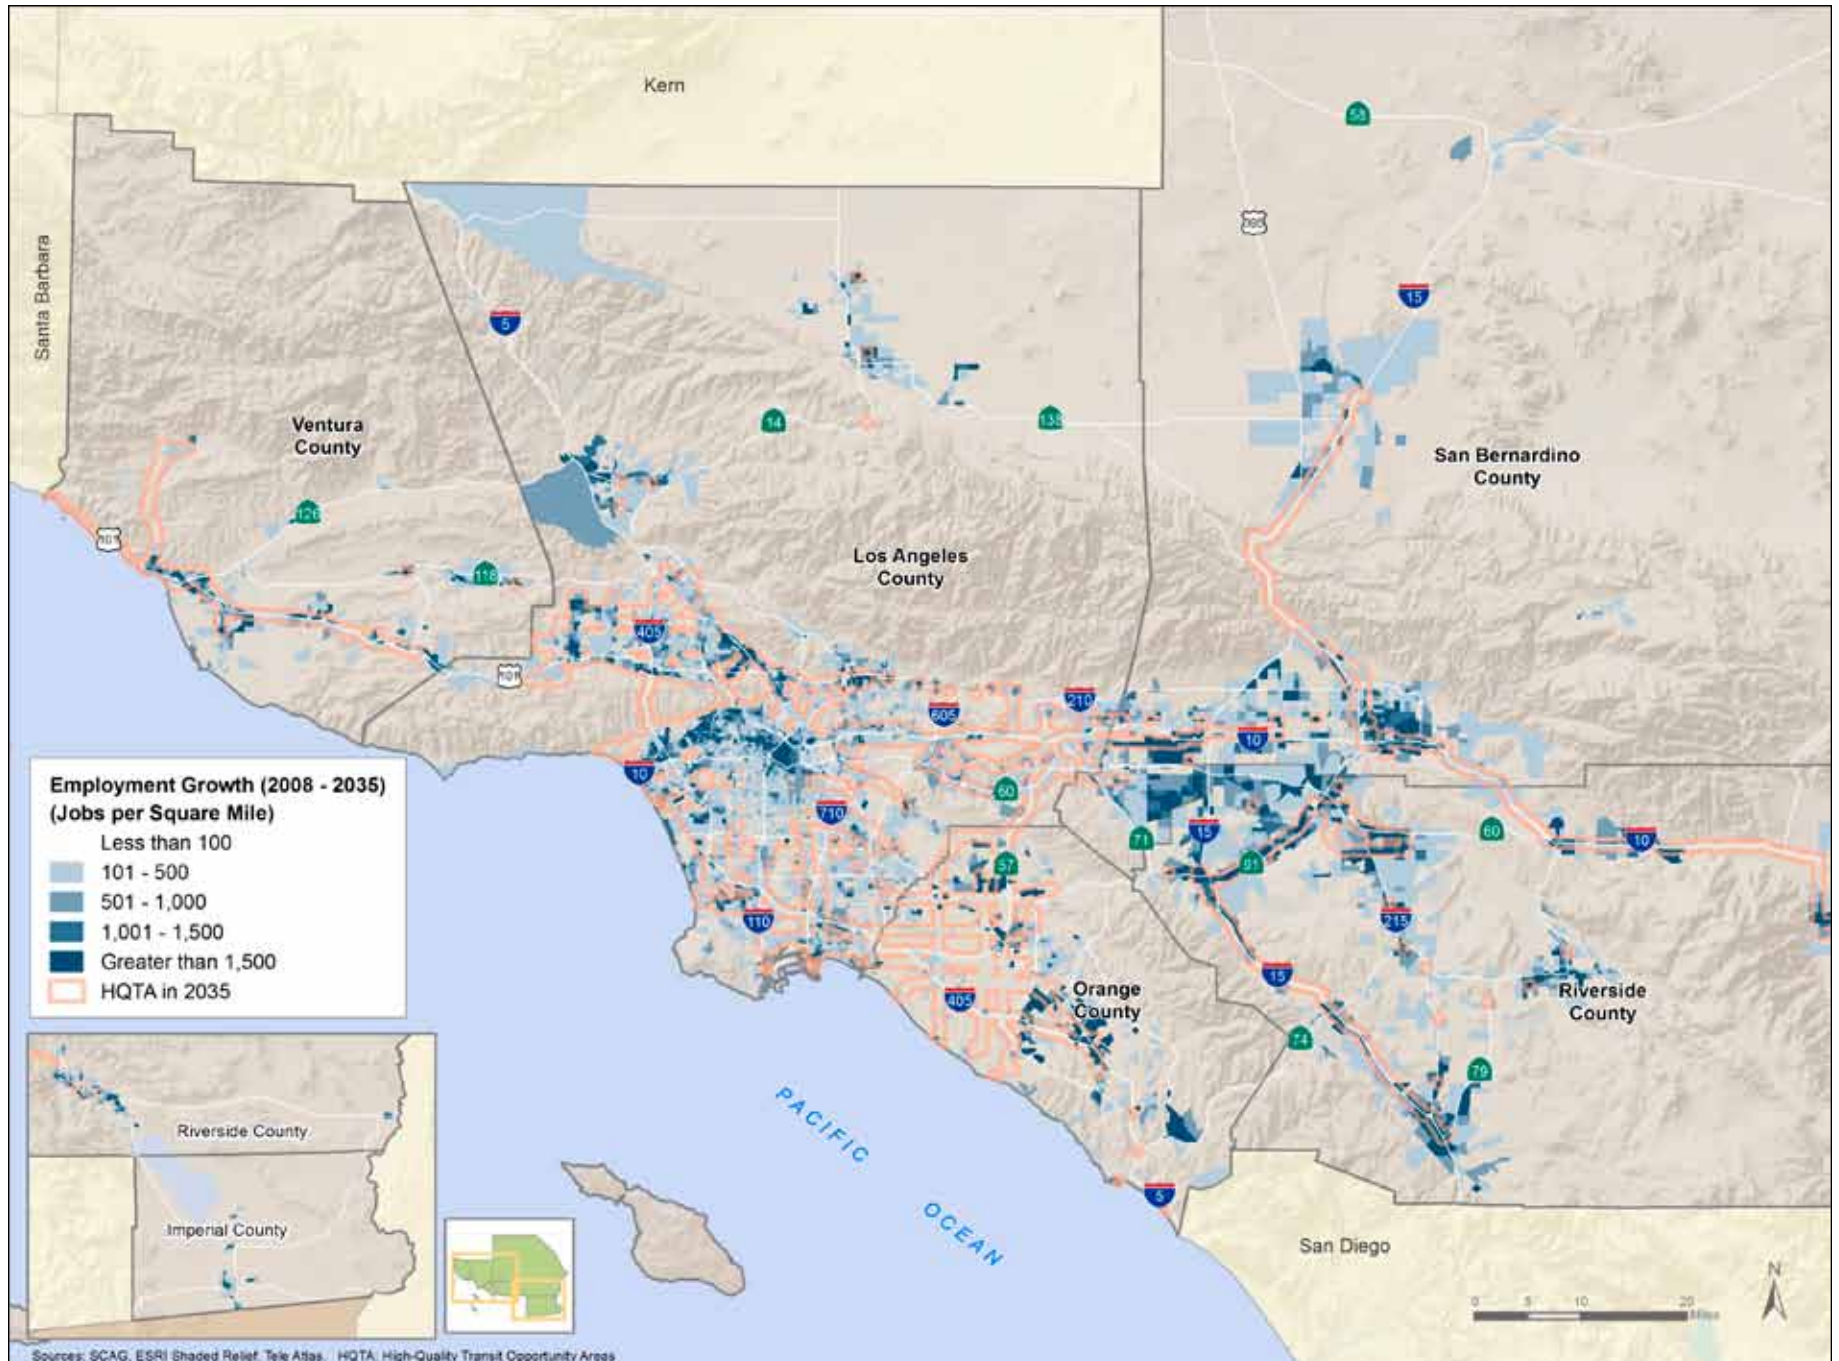 Kern
58
395
15
Santa Barbara
5
Ventura
County
14
138
San Bernardino
County
126
101
118
Los Angeles
County
405
101
210
605
10
10
60
710
71
15
60
10
57
91
110
215
15
405
Orange
County
Riverside
County
74
79
5
PACIFIC
OCEAN
San Diego
Employment Growth (2008 - 2035)
(Jobs per Square Mile)
Less than 100
101 - 500
501 - 1,000
1,001 - 1,500
Greater than 1,500
HQTA in 2035
Riverside County
Imperial County
N
0 5 10 20
Miles
Sources: SCAG, ESRI Shaded Relief, Tele Atlas. HQTA: High-Quality Transit Opportunity Areas